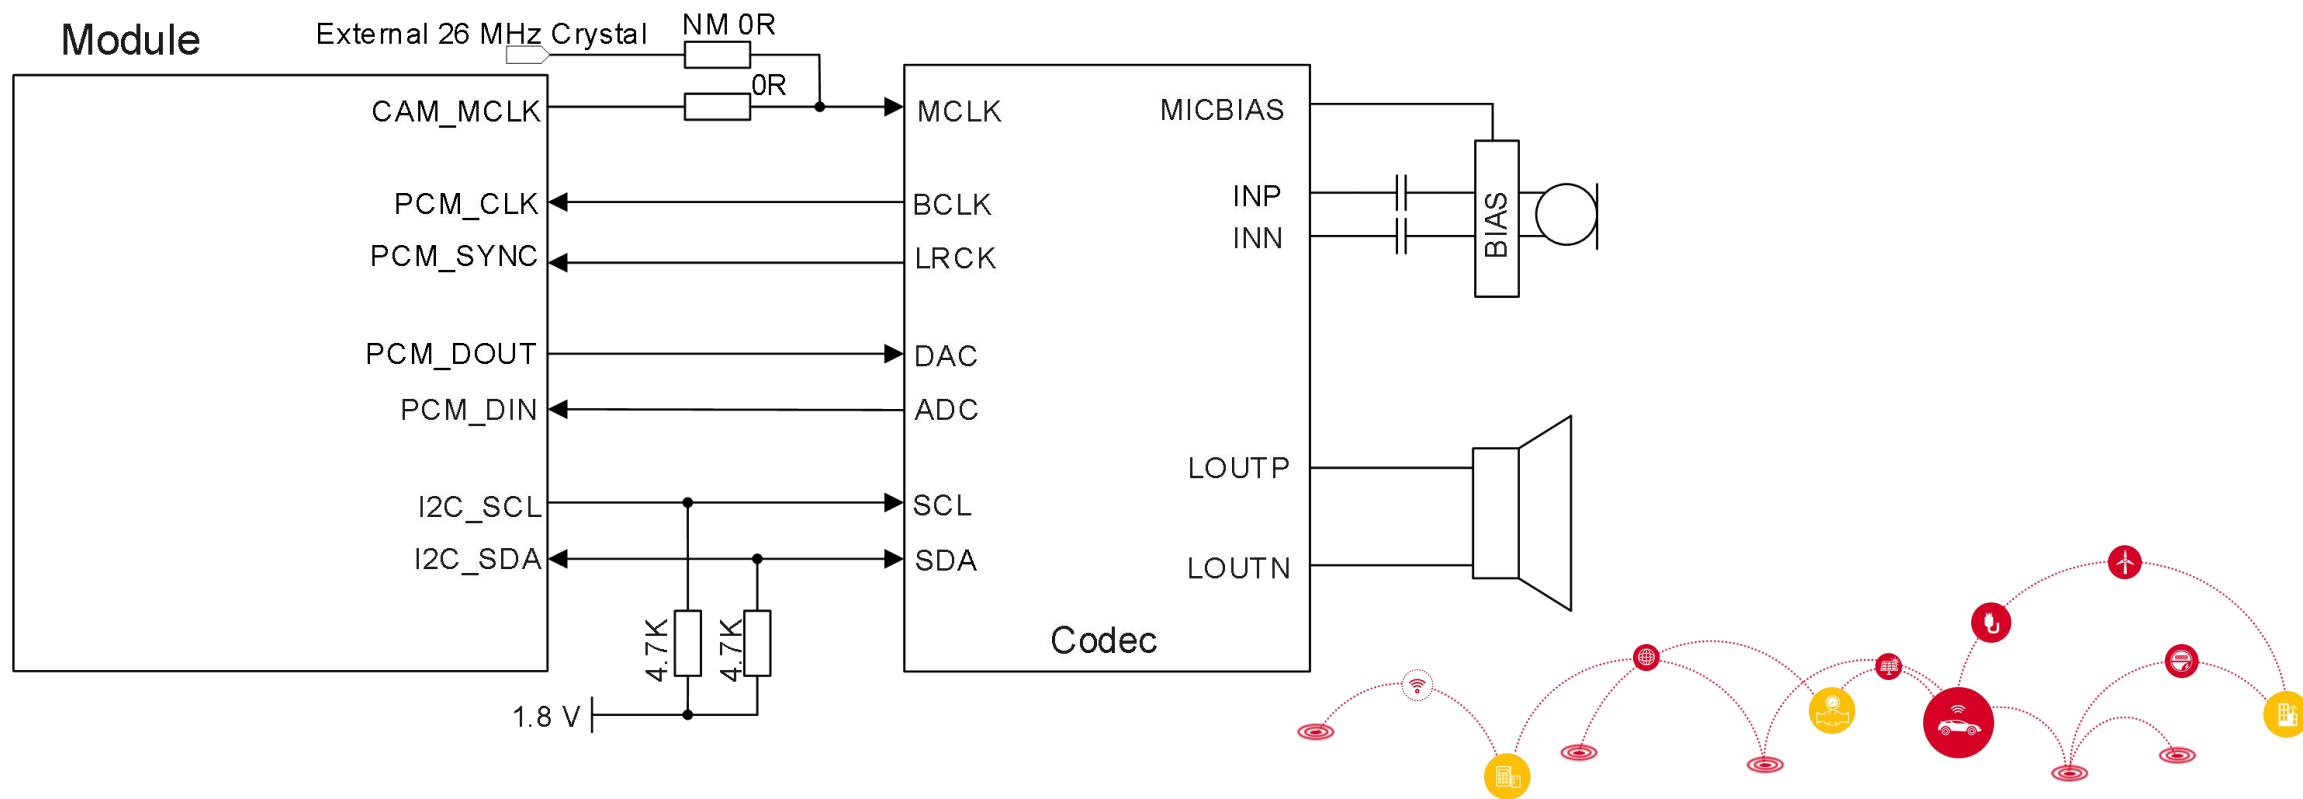 Module
External 26 MHz Crystal
NM 0R
0R
CAM_MCLK
MCLK
MICBIAS
PCM_CLK
BCLK
INP
PCM_SYNC
LRCK
INN
BIAS
PCM_DOUT
DAC
PCM_DIN
ADC
LOUTP
I2C_SCL
SCL
I2C_SDA
SDA
LOUTN
4.7K
4.7K
Codec
1.8 V